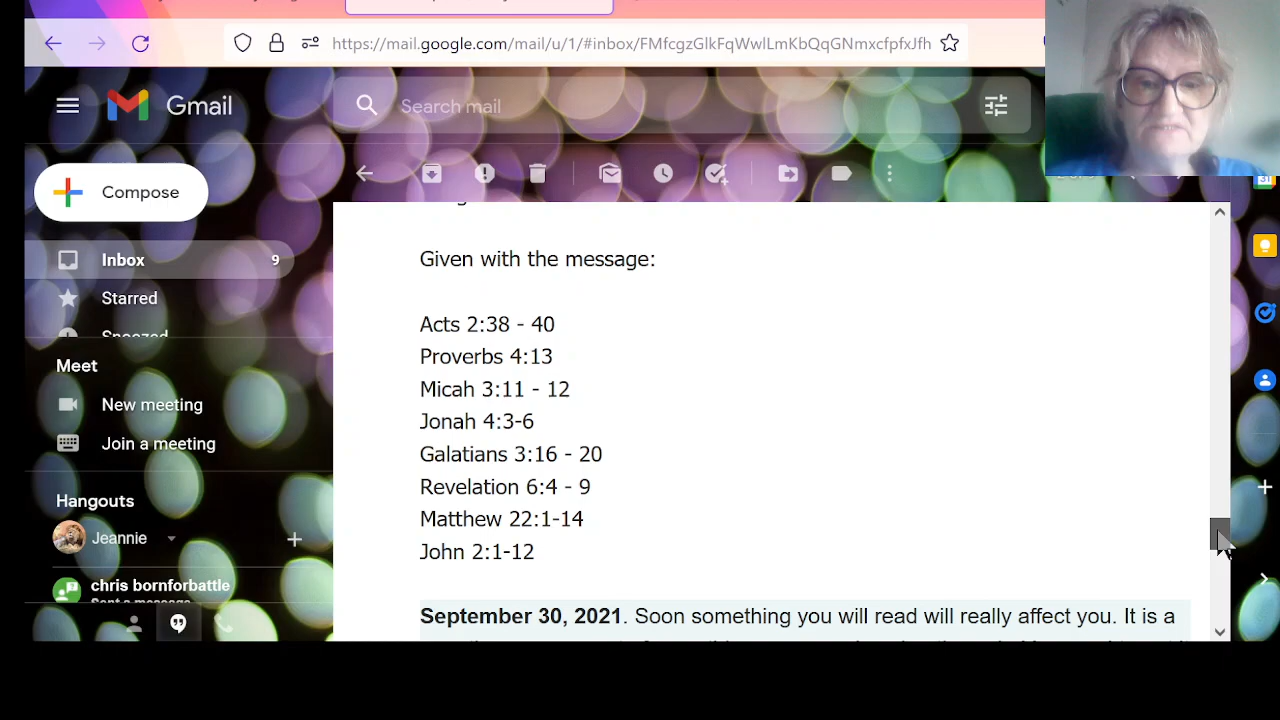 https://mail.google.com/mail/u/1/#inbox/FMfcgzGlkFqWwlLmKbQqGNmxcfpfxJfh
Gmail
Search mail
Compose
Inbox 9
Starred
Snoozed
Meet
New meeting
Join a meeting
Hangouts
Jeannie
chris bornforbattle
Sent a message
Given with the message:
Acts 2:38 - 40
Proverbs 4:13
Micah 3:11 - 12
Jonah 4:3-6
Galatians 3:16 - 20
Revelation 6:4 - 9
Matthew 22:1-14
John 2:1-12
September 30, 2021. Soon something you will read will really affect you. It is a